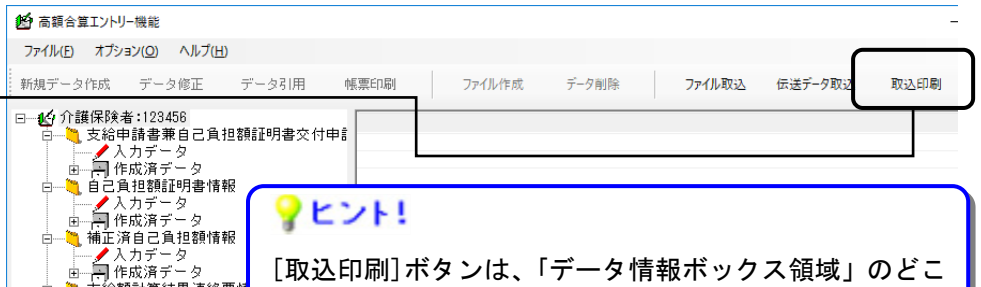 高額合算エントリー機能
ファイル(F) オプション(O) ヘルプ(H)
新規データ作成 データ修正 データ引用 帳票印刷 ファイル作成 データ削除 ファイル取込 伝送データ取込 取込印刷
介護保険者:123456
支給申請書兼自己負担額証明書交付申
入力データ
作成済データ
自己負担額証明書情報
入力データ
作成済データ
補正済自己負担額情報
入力データ
作成済データ
ヒント!
[取込印刷]ボタンは、「データ情報ボックス領域」のどこ